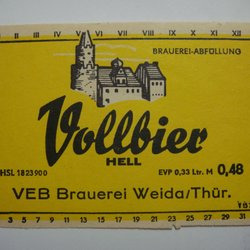 II III IV V VI VII VIII IX X XI XII
BRAUEREI-ABFÜLLUNG
Vollbier
HELL
HSL 1823900 EVP 0,33 Ltr. M 0,48
VEB Brauerei Weida/Thür.
3 5 7 9 11 13 15 17 19 21 23 25 27 29 31